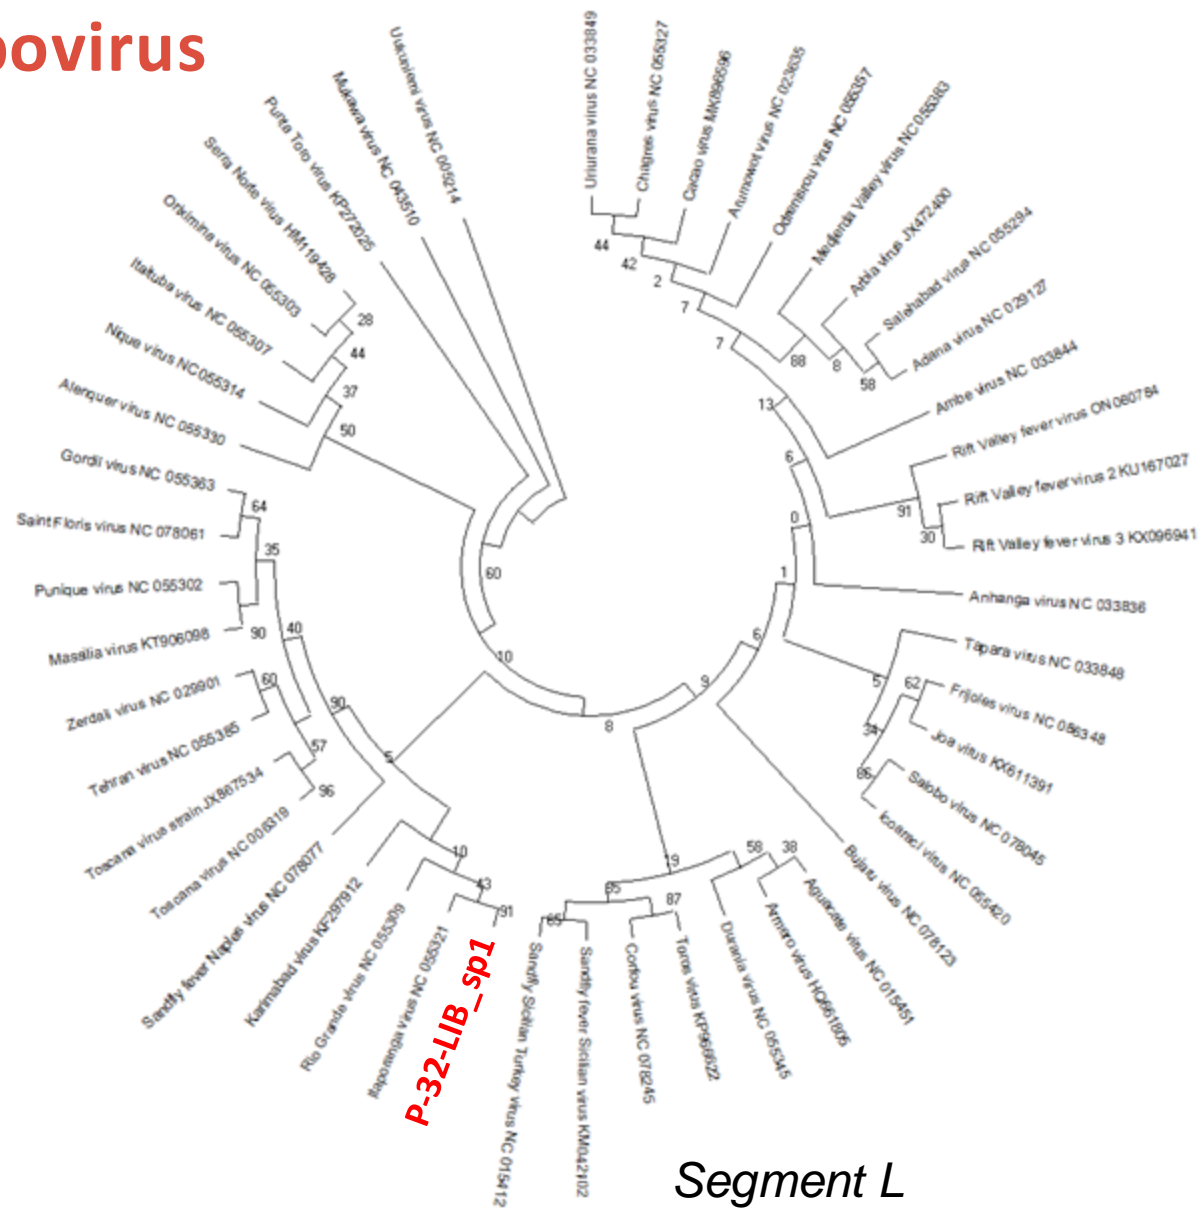 bovirus
Uriurana virus NC 033849
Chagres virus NC 055327
Cacao virus MK896596
Arumowot virus NC 023635
Odrenisrou virus NC 055357
Medjerda Valley virus NC 055383
Arbia virus JX472400
Salehabad virus NC 055294
Adana virus NC 029127
Ambe virus NC 033844
Rift Valley fever virus ON060784
Rift Valley fever virus 2 KU167027
Rift Valley fever virus 3 KX096941
Anhanga virus NC 033836
Tapara virus NC 033848
Frijoles virus NC 086348
Joa virus KX611391
Salobo virus NC 078045
Icoaraci virus NC 055420
Bujaru virus NC 078123
Aguacate virus NC 015451
Armero virus HQ661805
Durania virus NC 055345
Toros virus KP966622
Corfou virus NC 078245
Sandfly fever Sicilian virus KM042102
Sandfly Sicilian Turkey virus NC 015412
P-32-LIB_sp1
Itaporanga virus NC 055321
Rio Grande virus NC 055309
Karimabad virus KF297912
Sandfly fever Naples virus NC 078077
Toscana virus NC 006319
Toscana virus strain JX867534
Tehran virus NC 055385
Zerdali virus NC 029901
Massilia virus KT906098
Punique virus NC 055302
Saint Floris virus NC 078061
Gordil virus NC 055363
Alenquer virus NC 055330
Nique virus NC055314
Itaituba virus NC 055307
Oriximina virus NC 055303
Serra Norte virus HM119428
Punta Toro virus KP272025
Mukawa virus NC 043510
Uukuniemi virus NC 005214
44
42
2
7
7
88
8
58
13
6
91
30
0
1
6
5
62
34
86
9
8
19
58
38
95
87
65
10
60
5
90
40
35
64
90
60
57
96
10
43
91
28
44
37
50
Segment L